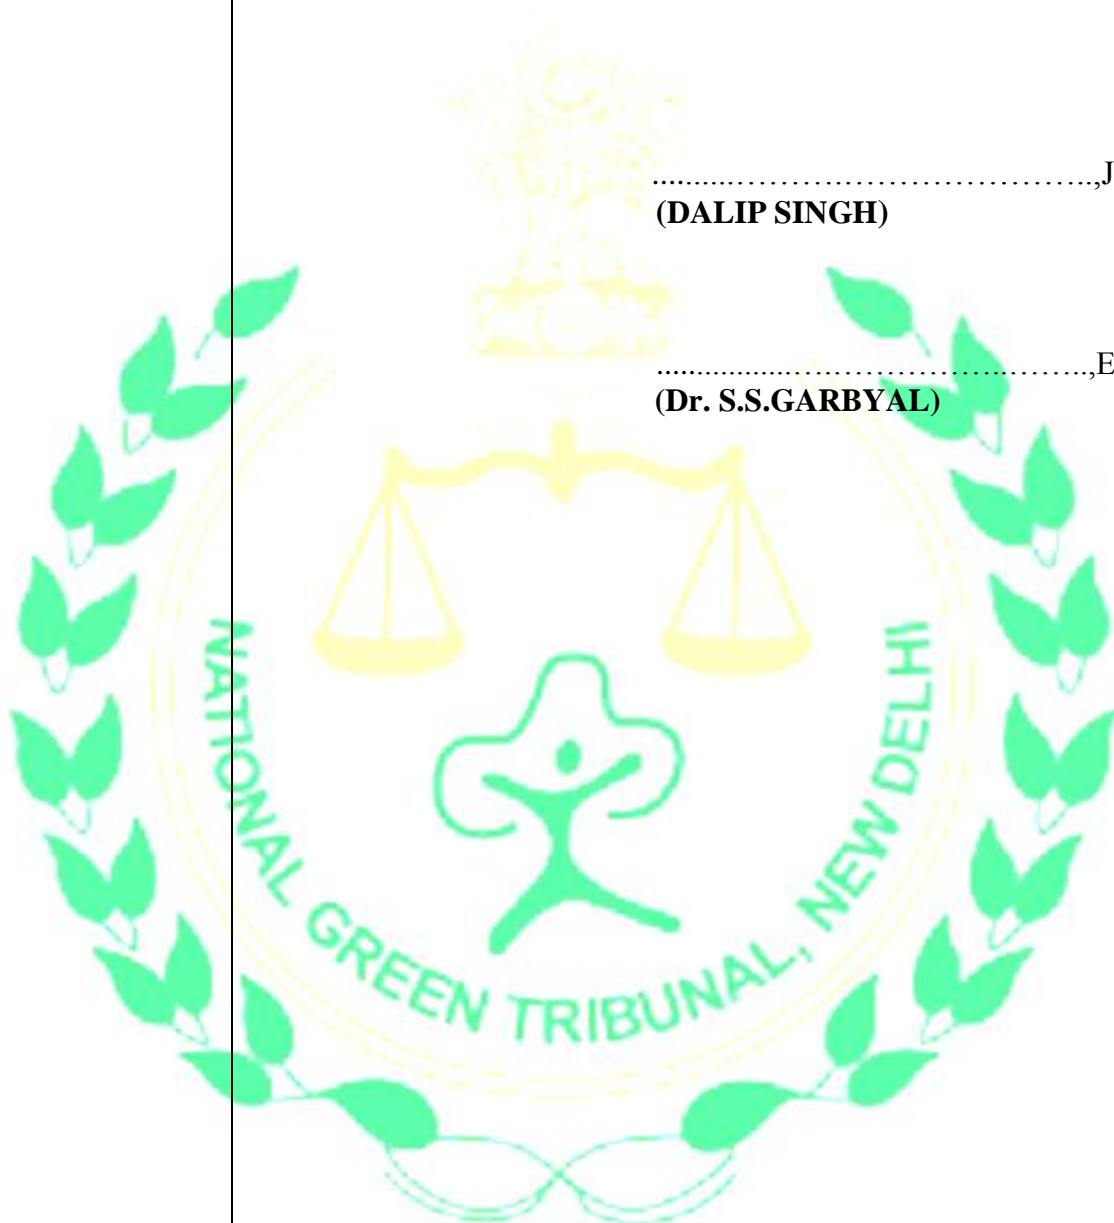 .............................................,J
(DALIP SINGH)
.............................................,E
(Dr. S.S.GARBYAL)
NATIONAL GREEN TRIBUNAL, NEW DELHI